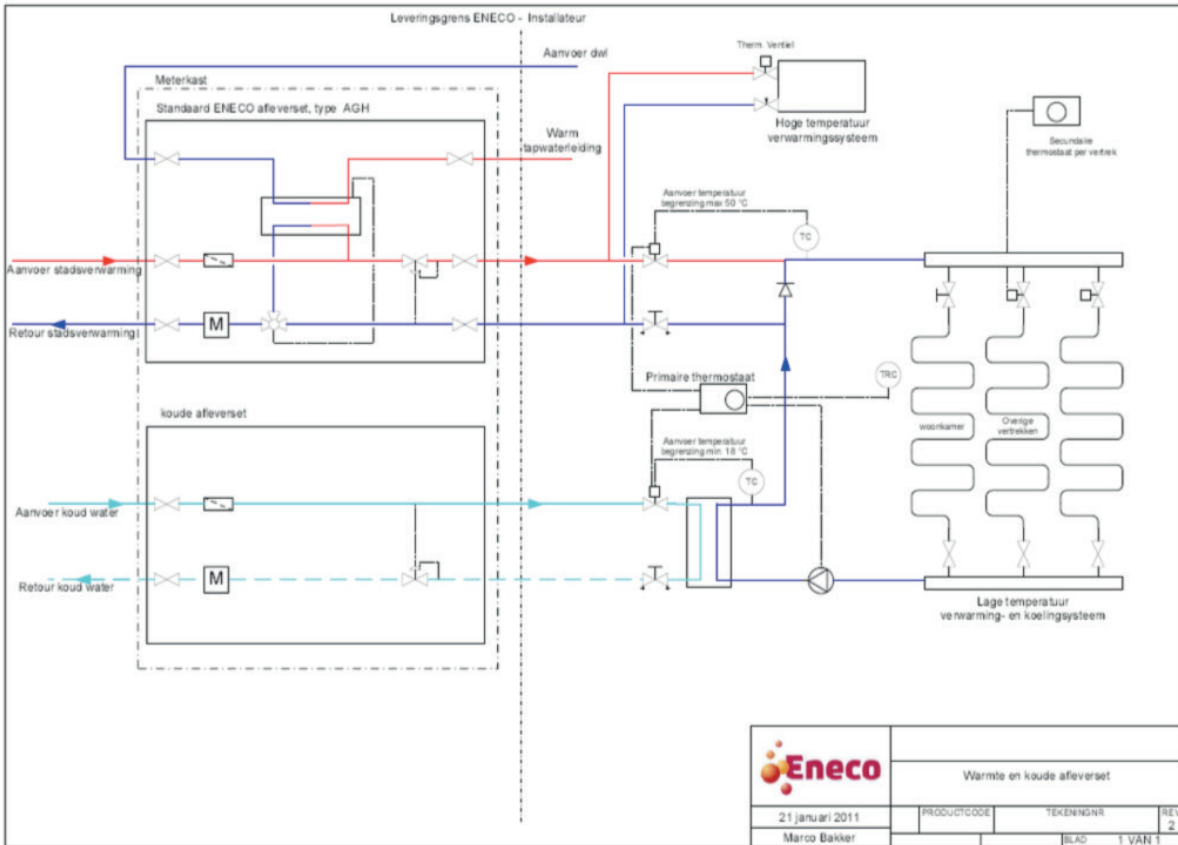 Leveringsgrens ENECO - Installateur
Aanvoer dwl
Therm. Ventiel
Meterkast
Standaard ENECO afleverset, type AGH
Warm
tapwaterleiding
Hoge temperatuur
verwarmingssysteem
Secundaire
thermostaat per vertrek
Aanvoer temperatuur
begrenzing max 50 °C
TC
Aanvoer stadsverwarming
M
Retour stadsverwarming
Primaire thermostaat
TRC
koude afleverset
woonkamer
Overige
vertrekken
Aanvoer temperatuur
begrenzing min. 18 °C
TC
Aanvoer koud water
M
Retour koud water
Lage temperatuur
verwarming- en koelingsysteem
Eneco
Warmte en koude afleverset
21 januari 2011
PRODUCTCODE
TEKENINGNR.
REV
2
Marco Bakker
BLAD
1 VAN 1